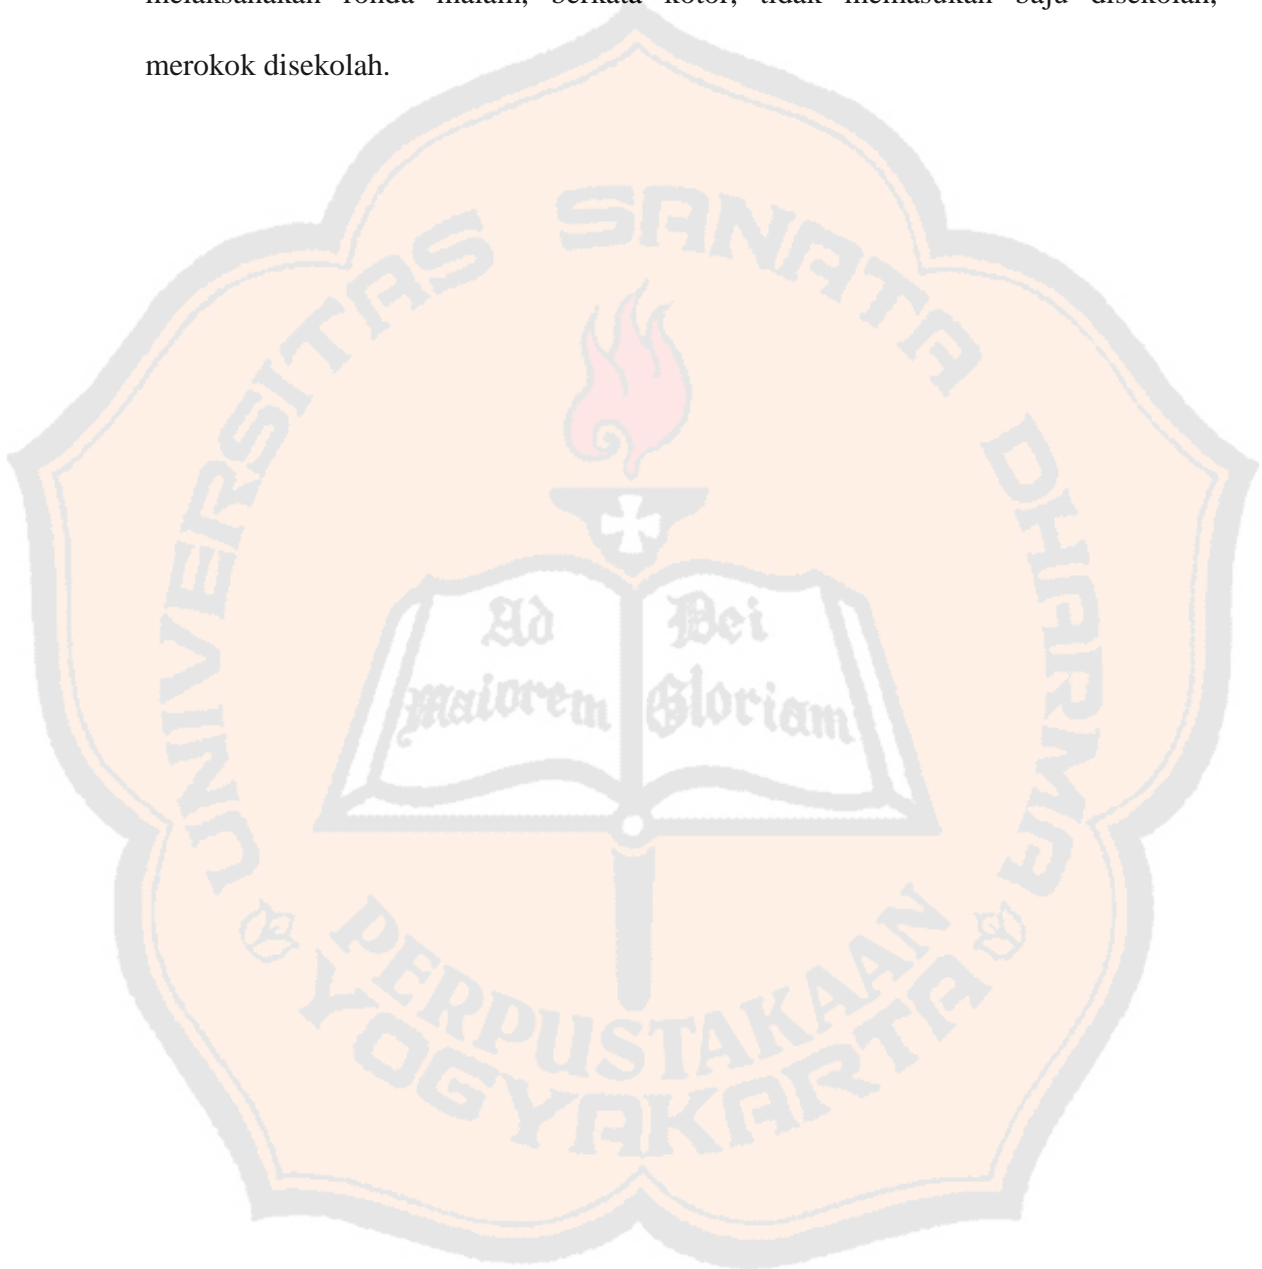 melaksanakan ronda malam, berkata kotor, tidak memasukan baju disekolah,
merokok disekolah.
UNIVERSITAS SANATA DHARMA
Ad Dei
maiorem Gloriam
PERPUSTAKAAN
YOGYAKARTA